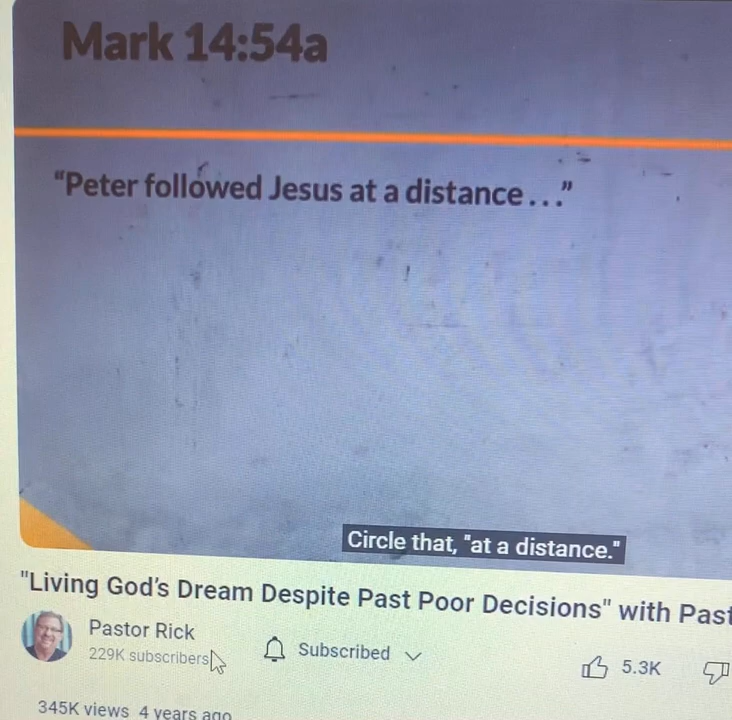 Mark 14:54a
“Peter followed Jesus at a distance...”
Circle that, "at a distance."
"Living God's Dream Despite Past Poor Decisions" with Past
Pastor Rick
229K subscribers
Subscribed
5.3K
345K views 4 years ago